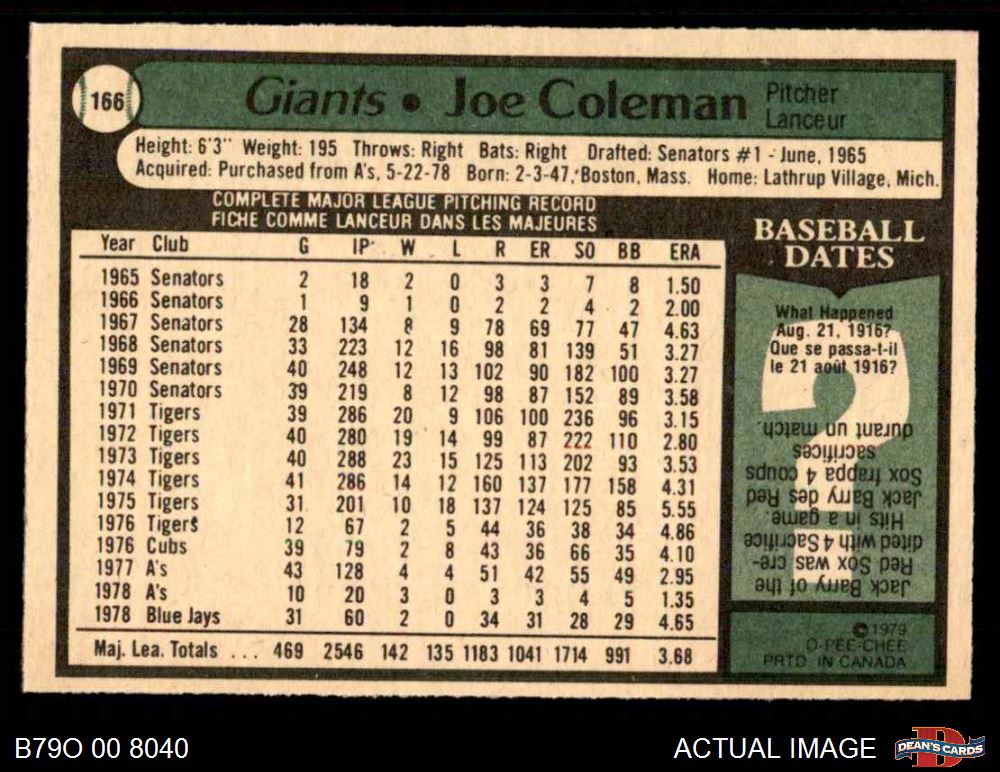 166
Giants • Joe Coleman
Pitcher
Lanceur
Height: 6'3" Weight: 195 Throws: Right Bats: Right Drafted: Senators #1 - June, 1965
Acquired: Purchased from A's, 5-22-78 Born: 2-3-47, Boston, Mass. Home: Lathrup Village, Mich.
COMPLETE MAJOR LEAGUE PITCHING RECORD
FICHE COMME LANCEUR DANS LES MAJEURES
Year Club G IP W L R ER SO BB ERA
1965 Senators 2 18 2 0 3 3 7 8 1.50
1966 Senators 1 9 1 0 2 2 4 2 2.00
1967 Senators 28 134 8 9 78 69 77 47 4.63
1968 Senators 33 223 12 16 98 81 139 51 3.27
1969 Senators 40 248 12 13 102 90 182 100 3.27
1970 Senators 39 219 8 12 98 87 152 89 3.58
1971 Tigers 39 286 20 9 106 100 236 96 3.15
1972 Tigers 40 280 19 14 99 87 222 110 2.80
1973 Tigers 40 288 23 15 125 113 202 93 3.53
1974 Tigers 41 286 14 12 160 137 177 158 4.31
1975 Tigers 31 201 10 18 137 124 125 85 5.55
1976 Tigers 12 67 2 5 44 36 38 34 4.86
1976 Cubs 39 79 2 8 43 36 66 35 4.10
1977 A's 43 128 4 4 51 42 55 49 2.95
1978 A's 10 20 3 0 3 3 4 5 1.35
1978 Blue Jays 31 60 2 0 34 31 28 29 4.65
Maj. Lea. Totals ... 469 2546 142 135 1183 1041 1714 991 3.68
BASEBALL
DATES
What Happened
Aug. 21, 1916?
Que se passa-t-il
le 21 août 1916?
Jack Barry of the
Red Sox was cre-
dited with 4 Sacrifice
Hits in a game.
Jack Barry des Red
Sox frappa 4 coups
sacrifices
durant un match.
© 1979
O-PEE-CHEE
PRTD. IN CANADA
B79O 00 8040
ACTUAL IMAGE
D
DEAN'S CARDS